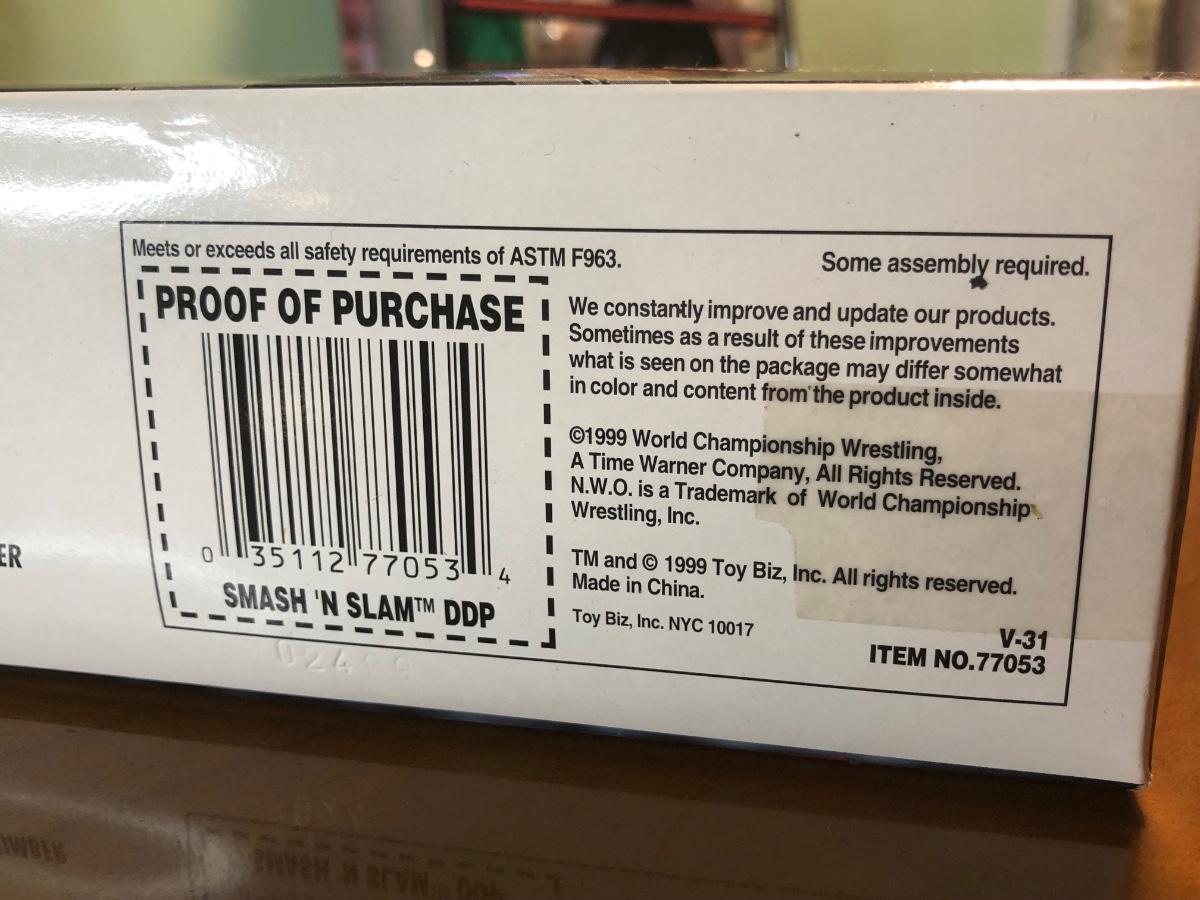 Meets or exceeds all safety requirements of ASTM F963.
Some assembly required.
PROOF OF PURCHASE
0 35112 77053 4
SMASH 'N SLAM™ DDP
We constantly improve and update our products.
Sometimes as a result of these improvements
what is seen on the package may differ somewhat
in color and content from the product inside.
©1999 World Championship Wrestling,
A Time Warner Company, All Rights Reserved.
N.W.O. is a Trademark of World Championship
Wrestling, Inc.
TM and © 1999 Toy Biz, Inc. All rights reserved.
Made in China.
Toy Biz, Inc. NYC 10017
V-31
ITEM NO.77053
ER